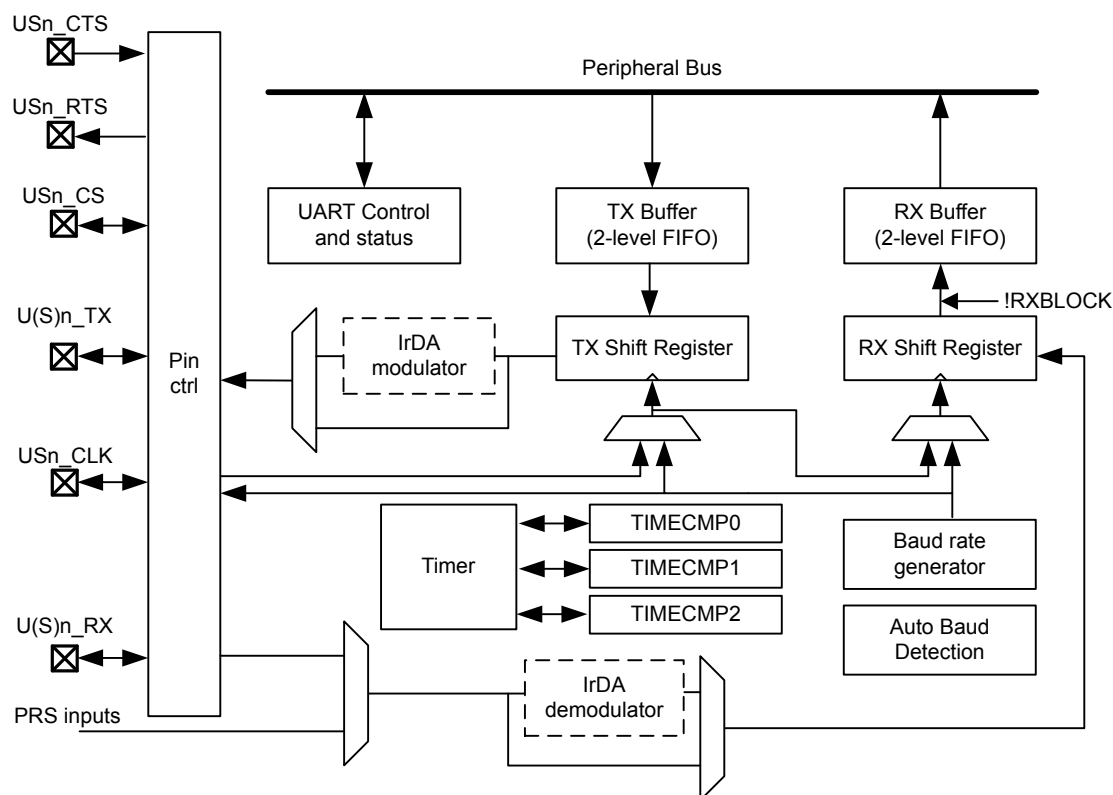 USn_CTS
Peripheral Bus
USn_RTS
USn_CS
UART Control
and status
TX Buffer
(2-level FIFO)
RX Buffer
(2-level FIFO)
!RXBLOCK
U(S)n_TX
Pin
ctrl
IrDA
modulator
TX Shift Register
RX Shift Register
USn_CLK
Timer
TIMECMP0
TIMECMP1
TIMECMP2
Baud rate
generator
Auto Baud
Detection
U(S)n_RX
PRS inputs
IrDA
demodulator